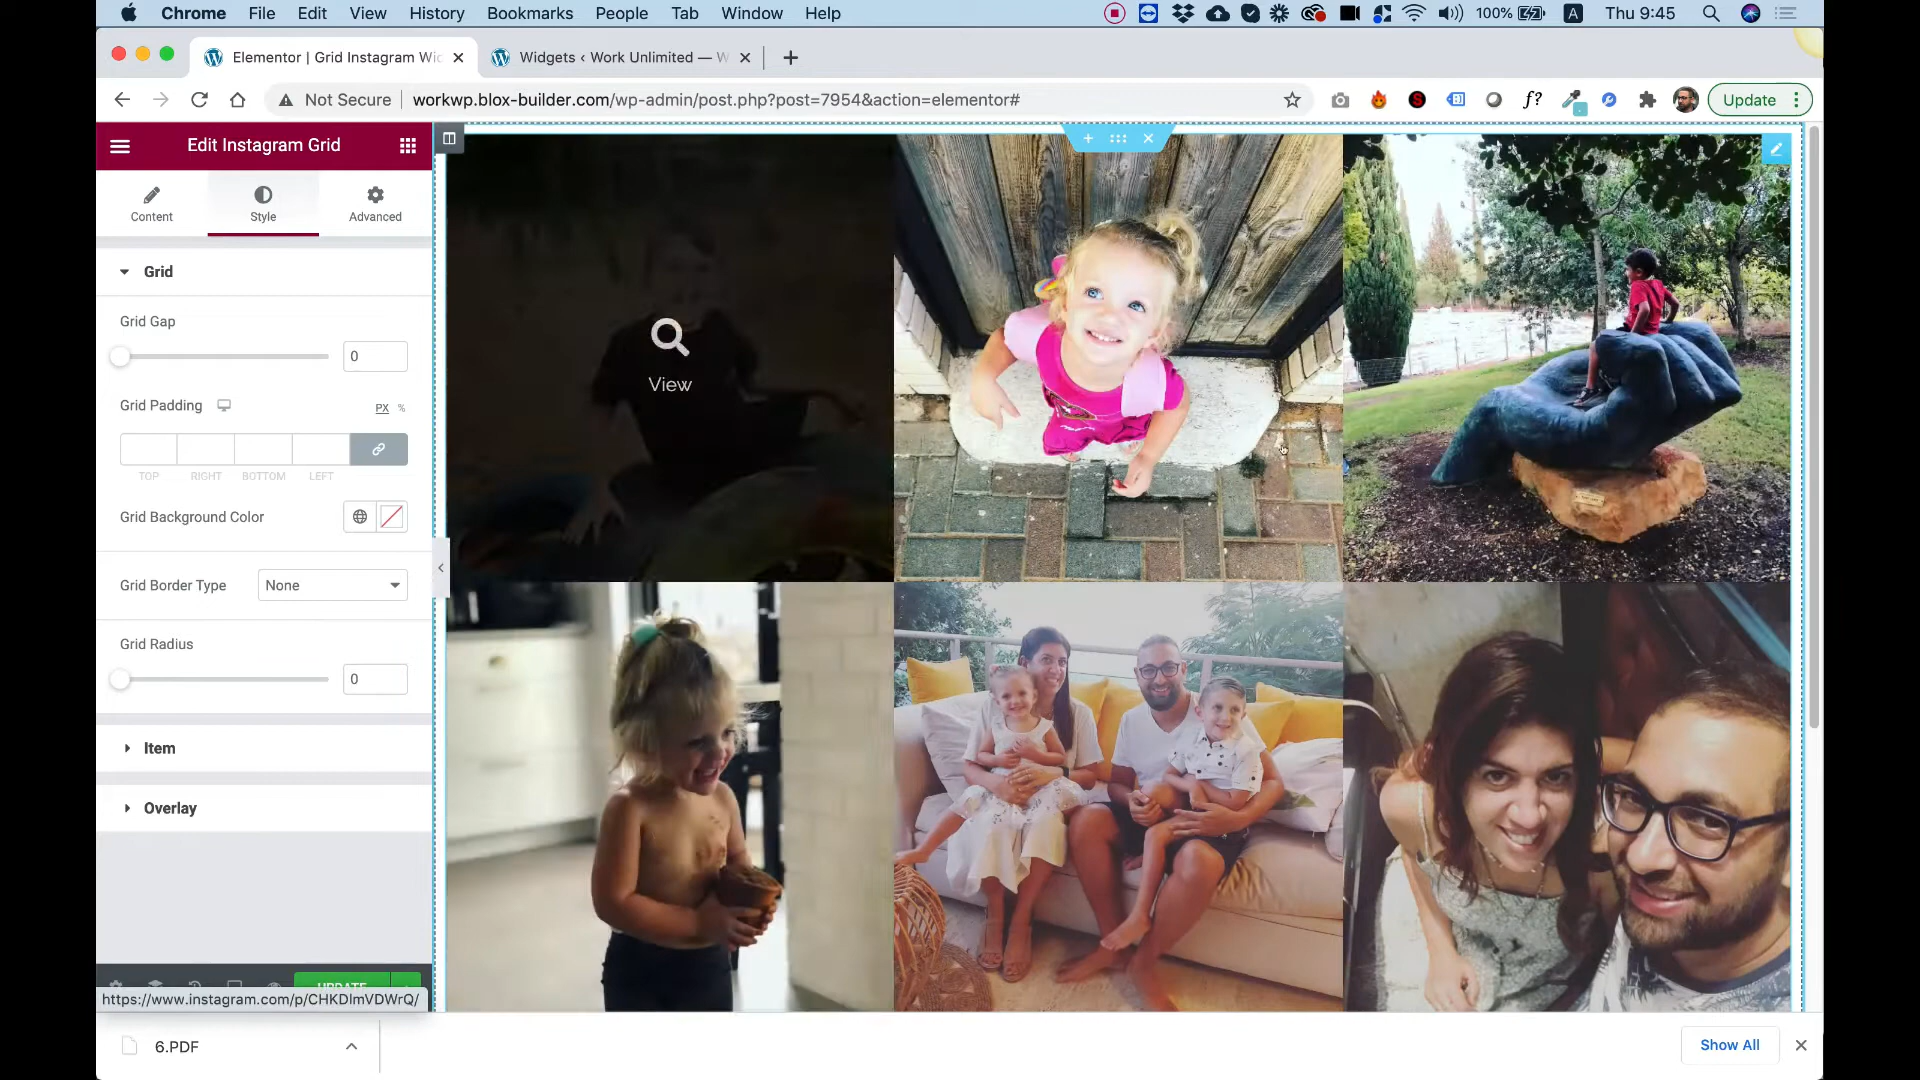 Chrome File Edit View History Bookmarks People Tab Window Help 100% A Thu 9:45
Elementor | Grid Instagram Wi Widgets ‹ Work Unlimited — W
Not Secure workwp.blox-builder.com/wp-admin/post.php?post=7954&action=elementor# f? Update
Edit Instagram Grid
Content Style Advanced
Grid
Grid Gap
0
Grid Padding PX %
TOP RIGHT BOTTOM LEFT
Grid Background Color
Grid Border Type None
Grid Radius
0
Item
Overlay
UPDATE
https://www.instagram.com/p/CHKDlmVDWrQ/
View
6.PDF Show All